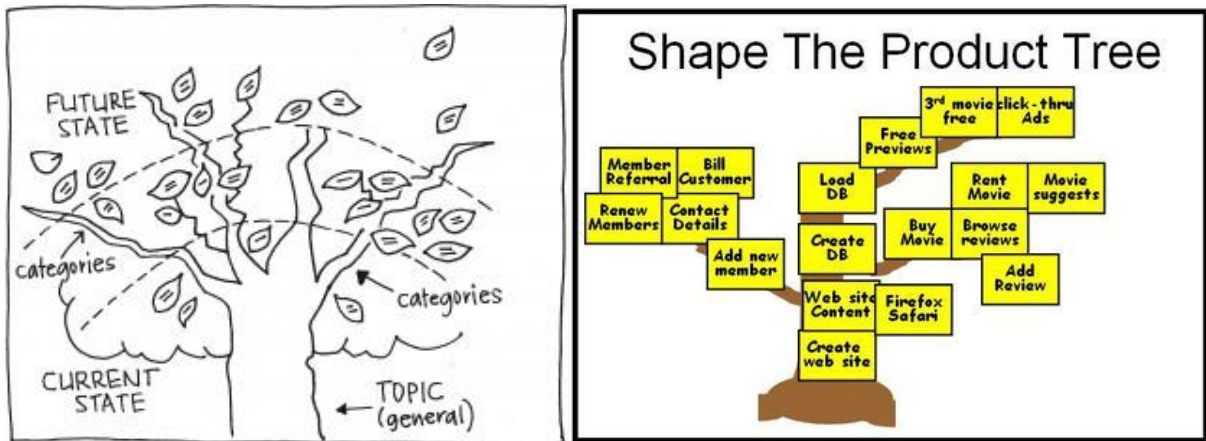 FUTURE
STATE
categories
categories
CURRENT
STATE
TOPIC
(general)
Shape The Product Tree
3rd movie
free
click-thru
Ads
Free
Previews
Member
Referral
Bill
Customer
Load
DB
Rent
Movie
Movie
suggests
Renew
Members
Contact
Details
Buy
Movie
Browse
reviews
Create
DB
Add new
member
Add
Review
Web site
Content
Firefox
Safari
Create
web site